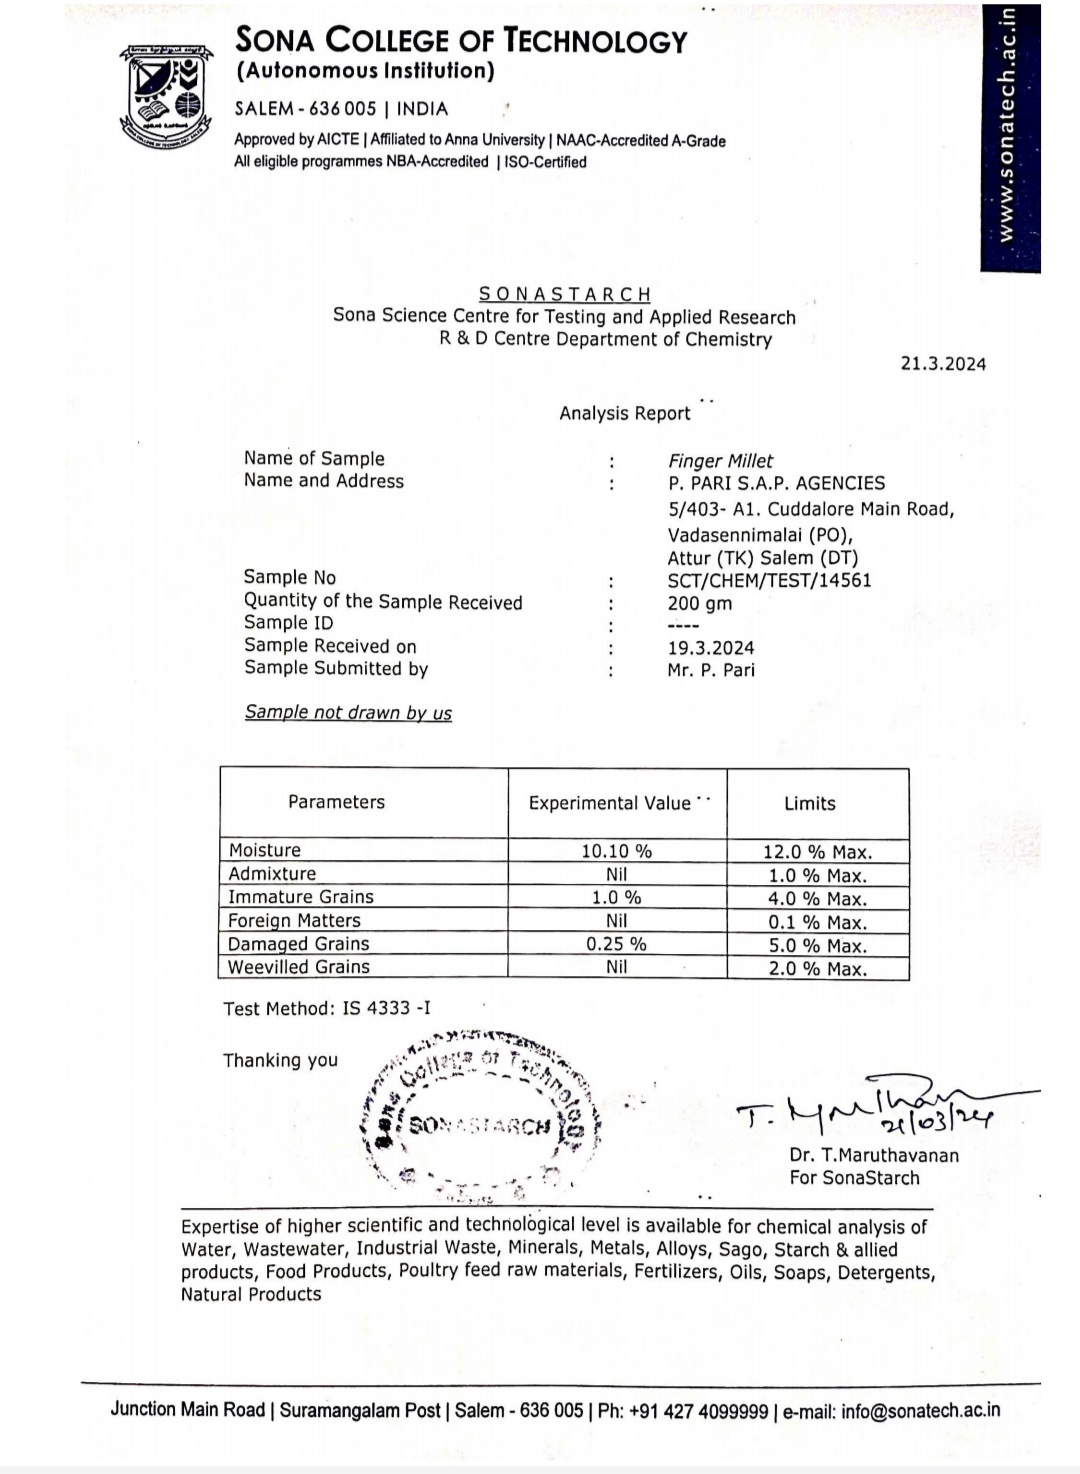 SONA COLLEGE OF TECHNOLOGY
(Autonomous Institution)
SALEM - 636 005 | INDIA
Approved by AICTE | Affiliated to Anna University | NAAC-Accredited A-Grade
All eligible programmes NBA-Accredited | ISO-Certified
www.sonatech.ac.in
SONASTARCH
Sona Science Centre for Testing and Applied Research
R & D Centre Department of Chemistry
21.3.2024
Analysis Report
Name of Sample : Finger Millet
Name and Address : P. PARI S.A.P. AGENCIES
5/403- A1. Cuddalore Main Road,
Vadasennimalai (PO),
Attur (TK) Salem (DT)
Sample No : SCT/CHEM/TEST/14561
Quantity of the Sample Received : 200 gm
Sample ID : ----
Sample Received on : 19.3.2024
Sample Submitted by : Mr. P. Pari
Sample not drawn by us
Parameters Experimental Value Limits
Moisture 10.10 % 12.0 % Max.
Admixture Nil 1.0 % Max.
Immature Grains 1.0 % 4.0 % Max.
Foreign Matters Nil 0.1 % Max.
Damaged Grains 0.25 % 5.0 % Max.
Weevilled Grains Nil 2.0 % Max.
Test Method: IS 4333 -I
Thanking you
Sona College of Technology
SONASTARCH
21/03/24
Dr. T.Maruthavanan
For SonaStarch
Expertise of higher scientific and technological level is available for chemical analysis of
Water, Wastewater, Industrial Waste, Minerals, Metals, Alloys, Sago, Starch & allied
products, Food Products, Poultry feed raw materials, Fertilizers, Oils, Soaps, Detergents,
Natural Products
Junction Main Road | Suramangalam Post | Salem - 636 005 | Ph: +91 427 4099999 | e-mail: info@sonatech.ac.in